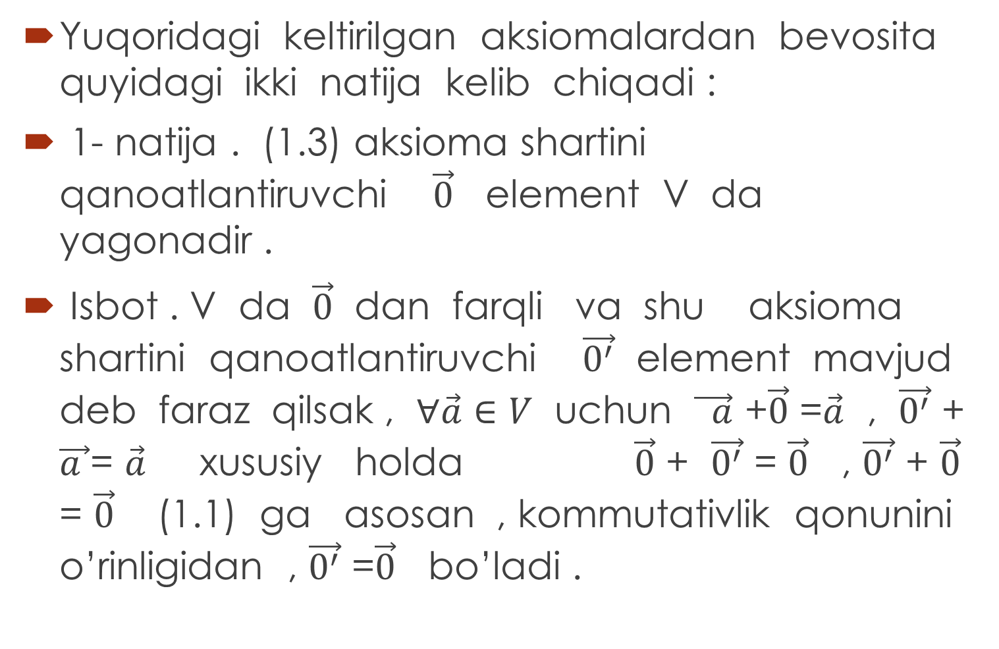 Yuqoridagi keltirilgan aksiomalardan bevosita
quyidagi ikki natija kelib chiqadi :
1- natija . (1.3) aksioma shartini
qanoatlantiruvchi $\vec{0}$ element V da
yagonadir .
Isbot . V da $\vec{0}$ dan farqli va shu aksioma
shartini qanoatlantiruvchi $\overrightarrow{0'}$ element mavjud
deb faraz qilsak , $\forall \vec{a} \in V$ uchun $\overrightarrow{a}$ +$\vec{0}$ =$\vec{a}$ , $\overrightarrow{0'}$ +
$\overrightarrow{a}$ = $\vec{a}$ xususiy holda $\vec{0}$ + $\overrightarrow{0'}$ = $\vec{0}$ , $\overrightarrow{0'}$ + $\vec{0}$
= $\vec{0}$ (1.1) ga asosan , kommutativlik qonunini
o’rinligidan , $\overrightarrow{0'}$ =$\vec{0}$ bo’ladi .